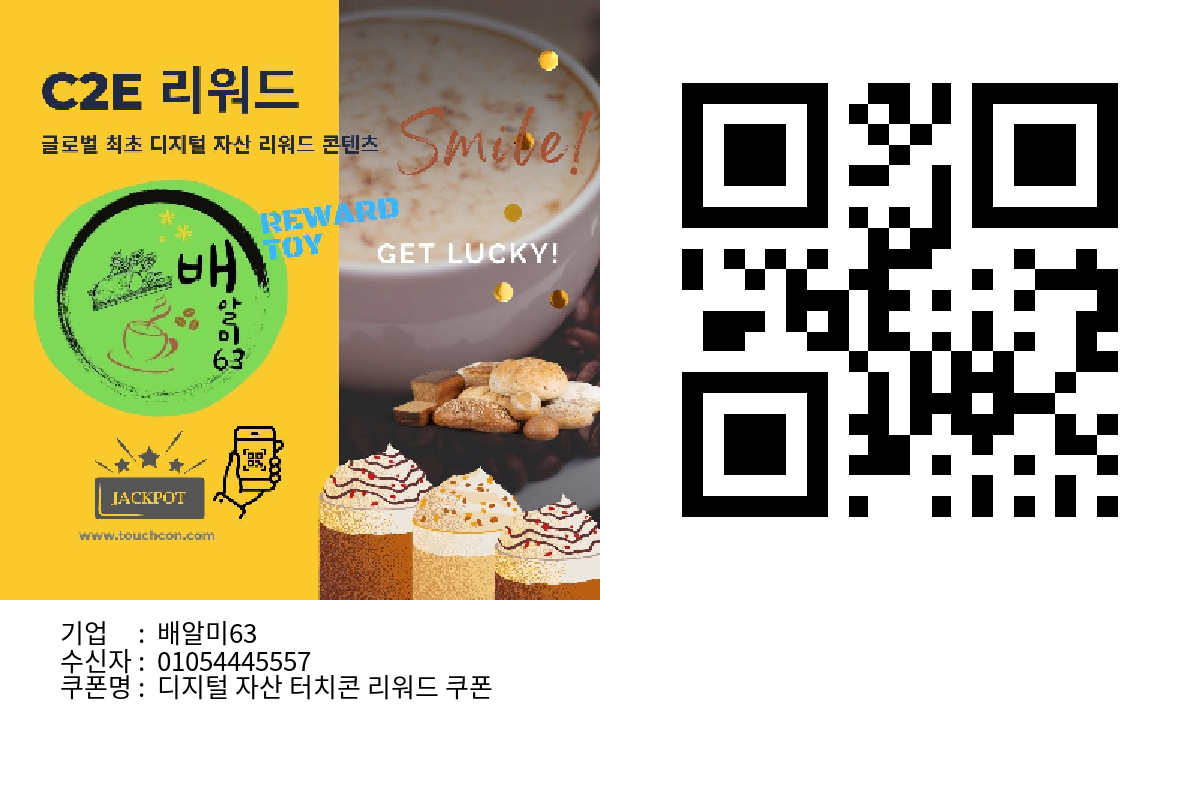 C2E 리워드
글로벌 최초 디지털 자산 리워드 콘텐츠
Smile!
REWARD
TOY
GET LUCKY!
배
알
미
63
JACKPOT
www.touchcon.com
기업 : 배알미63
수신자 : 01054445557
쿠폰명 : 디지털 자산 터치콘 리워드 쿠폰